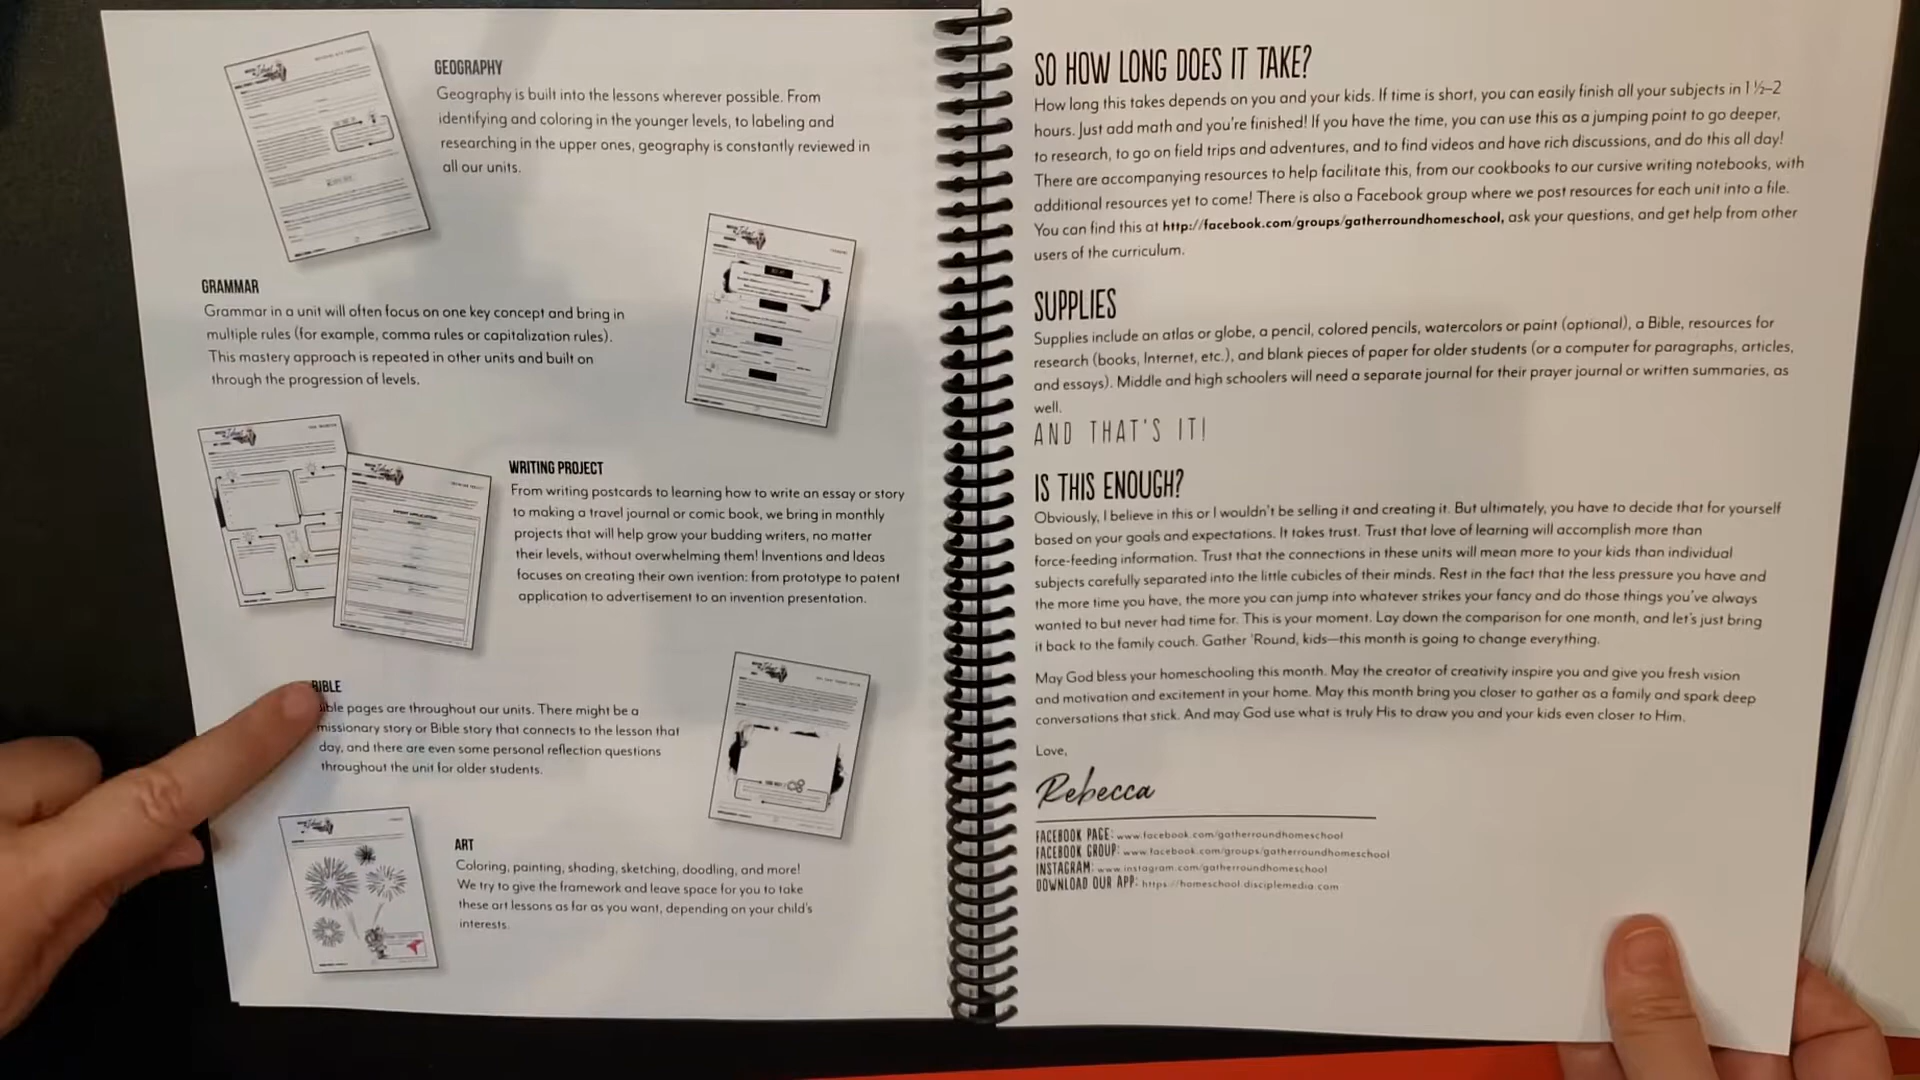 GEOGRAPHY
Geography is built into the lessons wherever possible. From
identifying and coloring in the younger levels, to labeling and
researching in the upper ones, geography is constantly reviewed in
all our units.
GRAMMAR
Grammar in a unit will often focus on one key concept and bring in
multiple rules (for example, comma rules or capitalization rules).
This mastery approach is repeated in other units and built on
through the progression of levels.
WRITING PROJECT
From writing postcards to learning how to write an essay or story
to making a travel journal or comic book, we bring in monthly
projects that will help grow your budding writers, no matter
their levels, without overwhelming them! Inventions and Ideas
focuses on creating their own ivention: from prototype to patent
application to advertisement to an invention presentation.
BIBLE
Bible pages are throughout our units. There might be a
missionary story or Bible story that connects to the lesson that
day, and there are even some personal reflection questions
throughout the unit for older students.
ART
Coloring, painting, shading, sketching, doodling, and more!
We try to give the framework and leave space for you to take
these art lessons as far as you want, depending on your child's
interests.
SO HOW LONG DOES IT TAKE?
How long this takes depends on you and your kids. If time is short, you can easily finish all your subjects in 1 ½–2
hours. Just add math and you're finished! If you have the time, you can use this as a jumping point to go deeper,
to research, to go on field trips and adventures, and to find videos and have rich discussions, and do this all day!
There are accompanying resources to help facilitate this, from our cookbooks to our cursive writing notebooks, with
additional resources yet to come! There is also a Facebook group where we post resources for each unit into a file.
You can find this at http://facebook.com/groups/gatherroundhomeschool, ask your questions, and get help from other
users of the curriculum.
SUPPLIES
Supplies include an atlas or globe, a pencil, colored pencils, watercolors or paint (optional), a Bible, resources for
research (books, Internet, etc.), and blank pieces of paper for older students (or a computer for paragraphs, articles,
and essays). Middle and high schoolers will need a separate journal for their prayer journal or written summaries, as
well.
AND THAT'S IT!
IS THIS ENOUGH?
Obviously, I believe in this or I wouldn't be selling it and creating it. But ultimately, you have to decide that for yourself
based on your goals and expectations. It takes trust. Trust that love of learning will accomplish more than
force-feeding information. Trust that the connections in these units will mean more to your kids than individual
subjects carefully separated into the little cubicles of their minds. Rest in the fact that the less pressure you have and
the more time you have, the more you can jump into whatever strikes your fancy and do those things you've always
wanted to but never had time for. This is your moment. Lay down the comparison for one month, and let's just bring
it back to the family couch. Gather 'Round, kids—this month is going to change everything.
May God bless your homeschooling this month. May the creator of creativity inspire you and give you fresh vision
and motivation and excitement in your home. May this month bring you closer to gather as a family and spark deep
conversations that stick. And may God use what is truly His to draw you and your kids even closer to Him.
Love,
Rebecca
FACEBOOK PAGE: www.facebook.com/gatherroundhomeschool
FACEBOOK GROUP: www.facebook.com/groups/gatherroundhomeschool
INSTAGRAM: www.instagram.com/gatherroundhomeschool
DOWNLOAD OUR APP: https://homeschool.disciplemedia.com